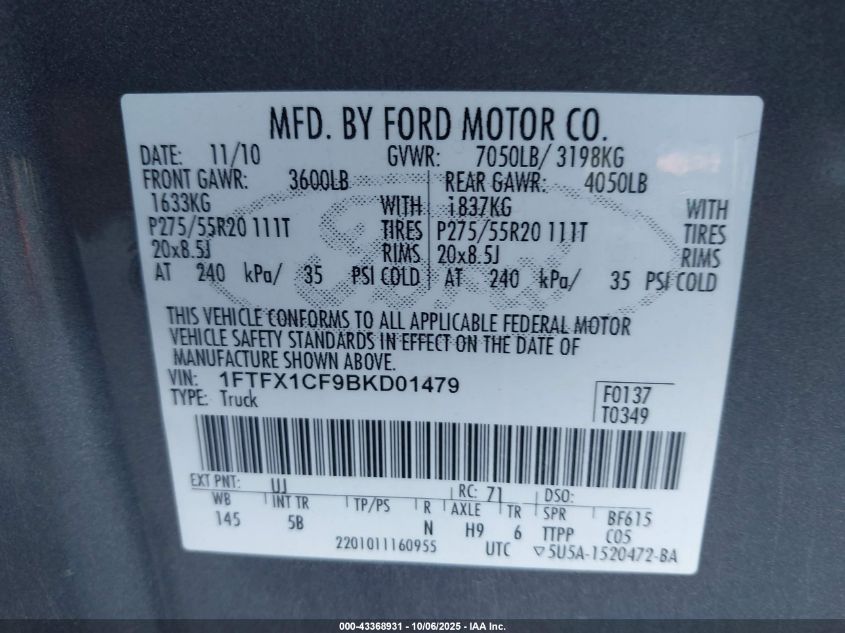 MFD. BY FORD MOTOR CO.
DATE: 11/10 GVWR: 7050LB/ 3198KG
FRONT GAWR: 3600LB REAR GAWR: 4050LB
1633KG WITH 1837KG WITH
P275/55R20 111T TIRES P275/55R20 111T TIRES
20x8.5J RIMS 20x8.5J RIMS
AT 240 kPa/ 35 PSI COLD AT 240 kPa/ 35 PSI COLD
THIS VEHICLE CONFORMS TO ALL APPLICABLE FEDERAL MOTOR
VEHICLE SAFETY STANDARDS IN EFFECT ON THE DATE OF
MANUFACTURE SHOWN ABOVE.
VIN: 1FTFX1CF9BKD01479 F0137
TYPE: Truck T0349
EXT PNT: UJ RC: 71 DSO:
WB INT TR TP/PS R AXLE TR SPR BF615
145 5B N H9 6 TTPP C05
2201011160955 UTC ▽5U5A-1520472-BA
000-43368931 - 10/06/2025 - IAA Inc.